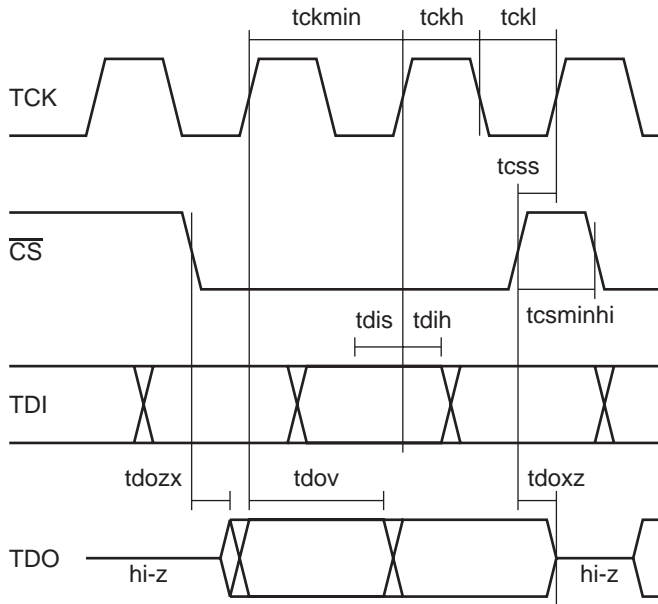 tckmin tckh tckl
TCK
tcss
CS
tcsminhi
tdis tdih
TDI
tdozx tdov tdoxz
TDO
hi-z hi-z